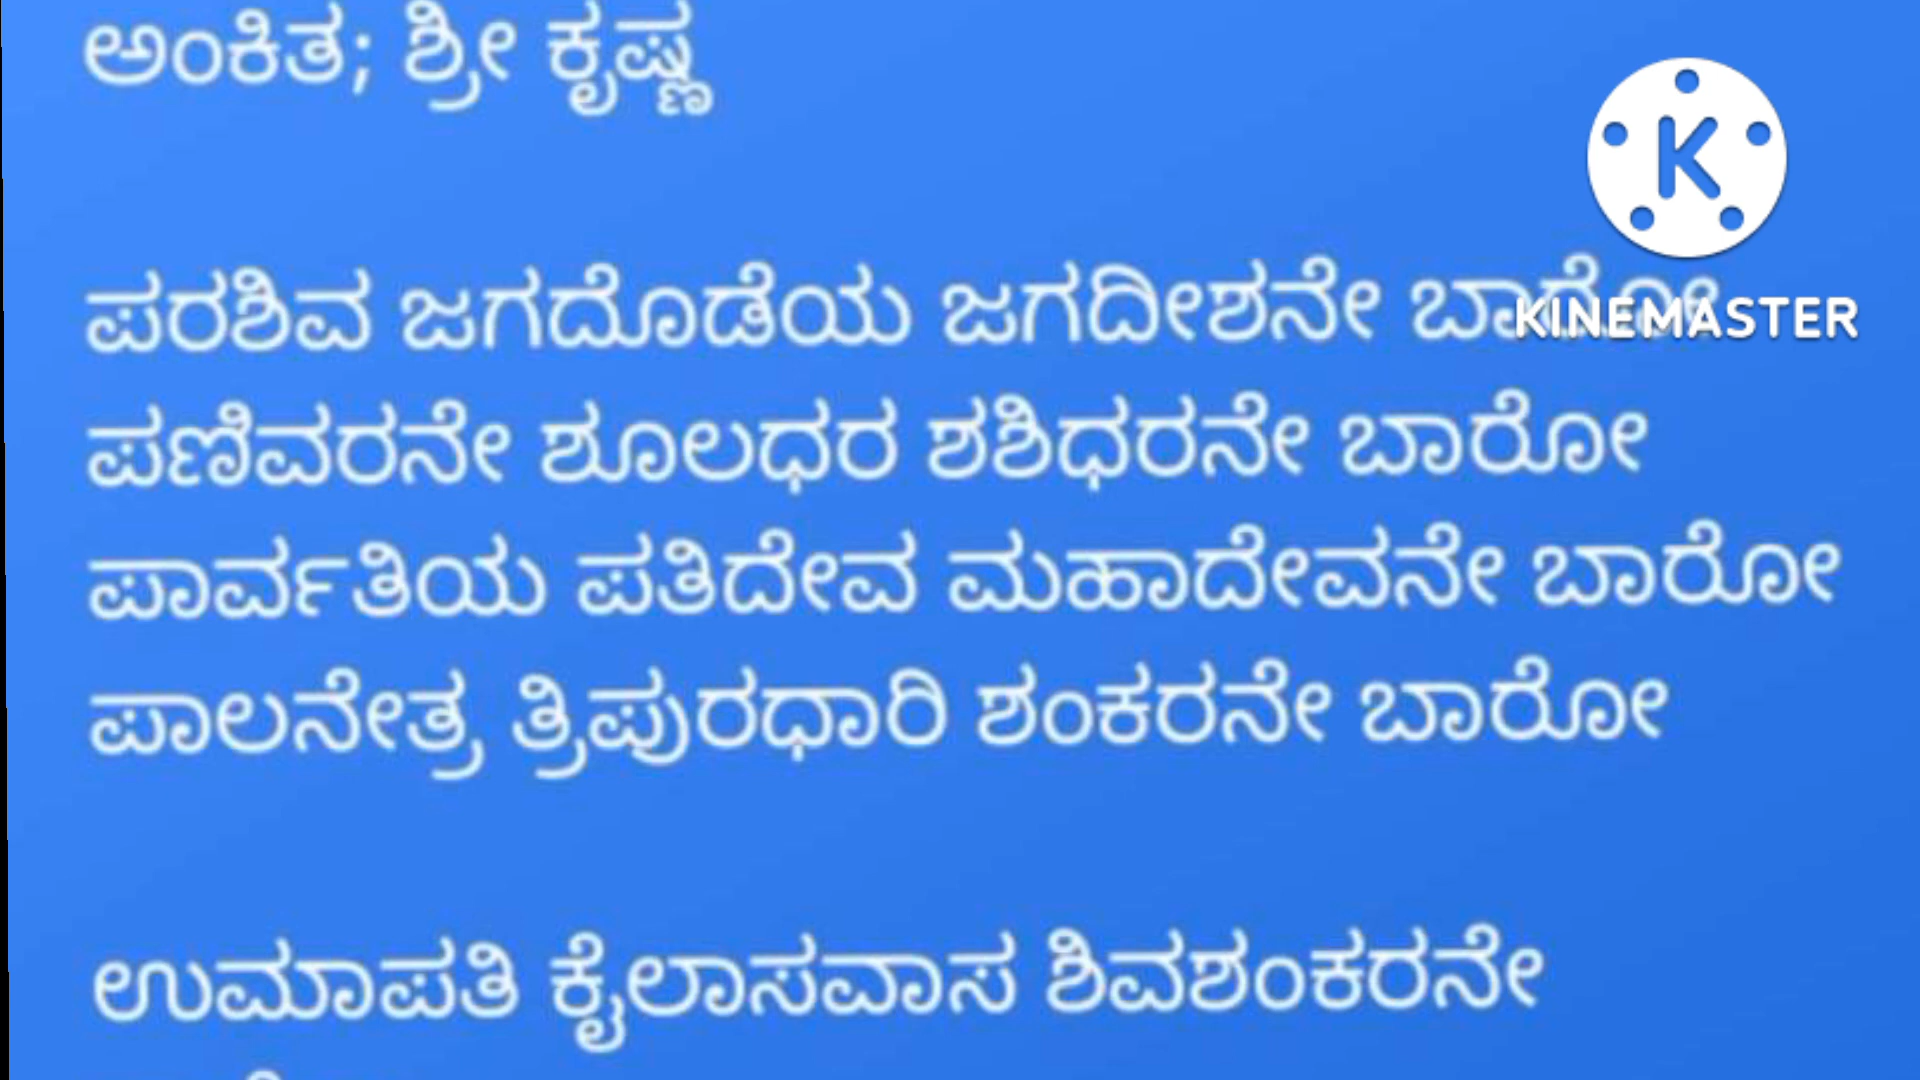 ಅಂಕಿತ; ಶ್ರೀ ಕೃಷ್ಣ
ಪರಶಿವ ಜಗದೊಡೆಯ ಜಗದೀಶನೇ ಬಾರೋ
KINEMASTER
ಪಣಿವರನೇ ಶೂಲಧರ ಶಶಿಧರನೇ ಬಾರೋ
ಪಾರ್ವತಿಯ ಪತಿದೇವ ಮಹಾದೇವನೇ ಬಾರೋ
ಪಾಲನೇತ್ರ ತ್ರಿಪುರಧಾರಿ ಶಂಕರನೇ ಬಾರೋ
ಉಮಾಪತಿ ಕೈಲಾಸವಾಸ ಶಿವಶಂಕರನೇ